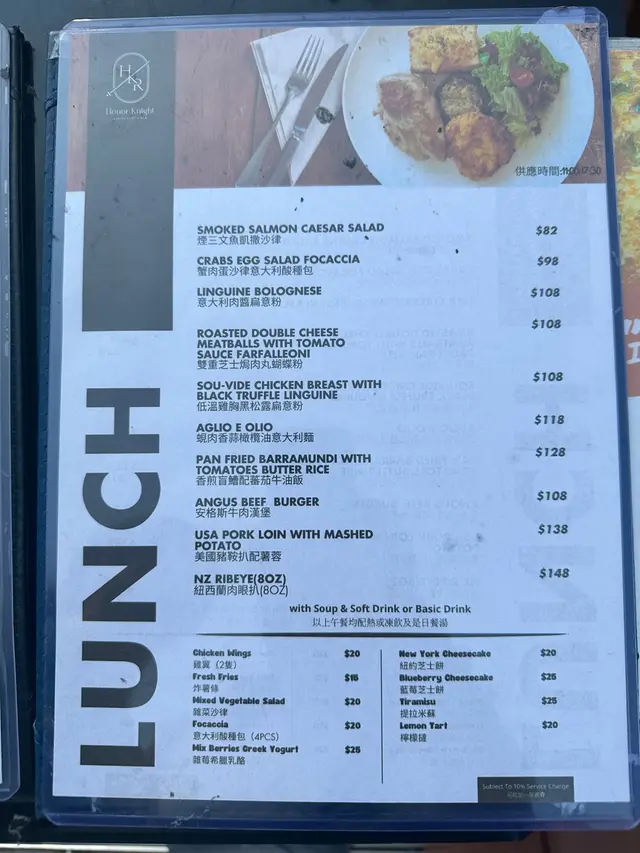 HKR
House Knight
供應時間:11:00-17:30
LUNCH
SMOKED SALMON CAESAR SALAD $82
煙三文魚凱撒沙律
CRABS EGG SALAD FOCACCIA $98
蟹肉蛋沙律意大利酸種包
LINGUINE BOLOGNESE $108
意大利肉醬扁意粉
ROASTED DOUBLE CHEESE $108
MEATBALLS WITH TOMATO
SAUCE FARFALLEONI
雙重芝士焗肉丸蝴蝶粉
SOU-VIDE CHICKEN BREAST WITH $108
BLACK TRUFFLE LINGUINE
低溫雞胸黑松露扁意粉
AGLIO E OLIO $118
蜆肉香蒜橄欖油意大利麵
PAN FRIED BARRAMUNDI WITH $128
TOMATOES BUTTER RICE
香煎盲鰽配蕃茄牛油飯
ANGUS BEEF BURGER $108
安格斯牛肉漢堡
USA PORK LOIN WITH MASHED $138
POTATO
美國豬鞍扒配薯蓉
NZ RIBEYE(8OZ) $148
紐西蘭肉眼扒(8OZ)
with Soup & Soft Drink or Basic Drink
以上午餐均配熱或凍飲及是日餐湯
Chicken Wings $20
雞翼（2隻）
Fresh Fries $15
炸薯條
Mixed Vegetable Salad $20
雜菜沙律
Focaccia $20
意大利酸種包（4PCS）
Mix Berries Greek Yogurt $25
雜莓希臘乳酪
New York Cheesecake $20
紐約芝士餅
Blueberry Cheesecake $25
藍莓芝士餅
Tiramisu $25
提拉米蘇
Lemon Tart $20
檸檬撻
Subject To 10% Service Charge